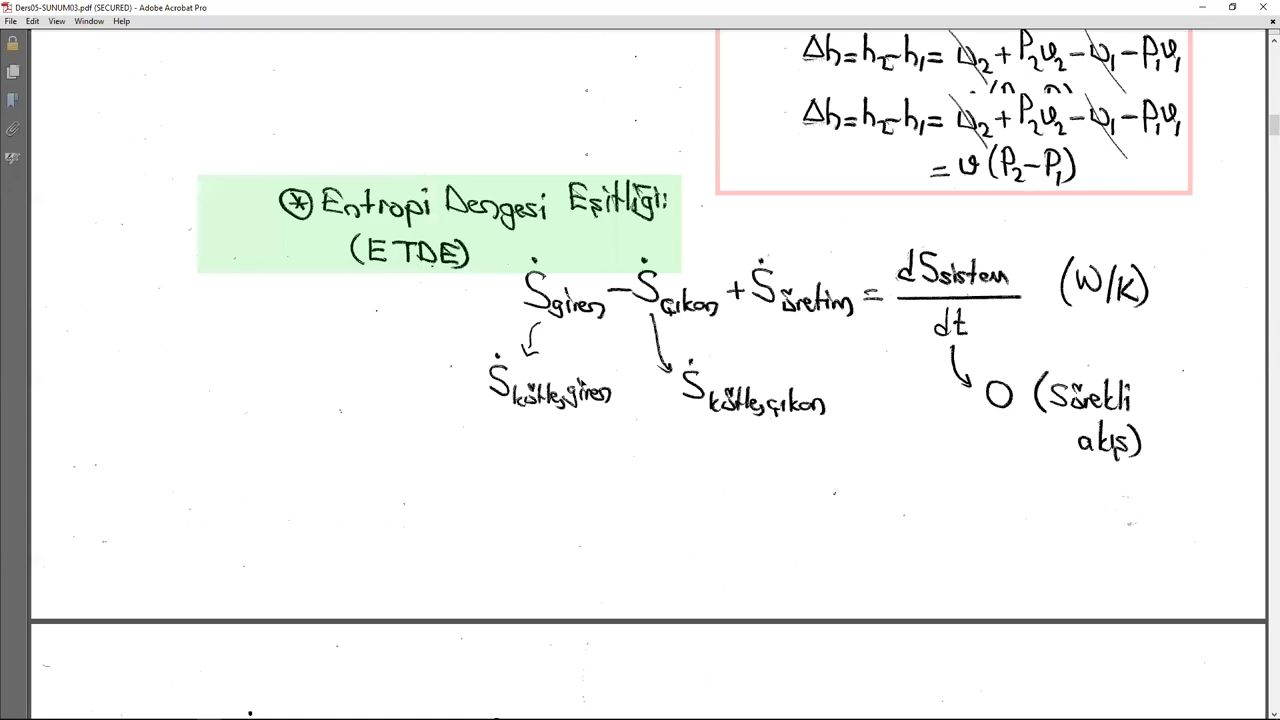 Ders05-SUNUM03.pdf (SECURED) - Adobe Acrobat Pro
File Edit View Window Help
Δh=h₂-h₁= u₂ + P₂v₂ - u₁ - P₁v₁
Δh=h₂-h₁= u₂ + P₂v₂ - u₁ - P₁v₁
= v (P₂-P₁)
* Entropi Dengesi Eşitliği:
(ETDE)
Ṡgiren - Ṡçıkan + Ṡüretim = dSsistem/dt (W/K)
Ṡkütle,giren Ṡkütle,çıkan 0 (Sürekli
akış)